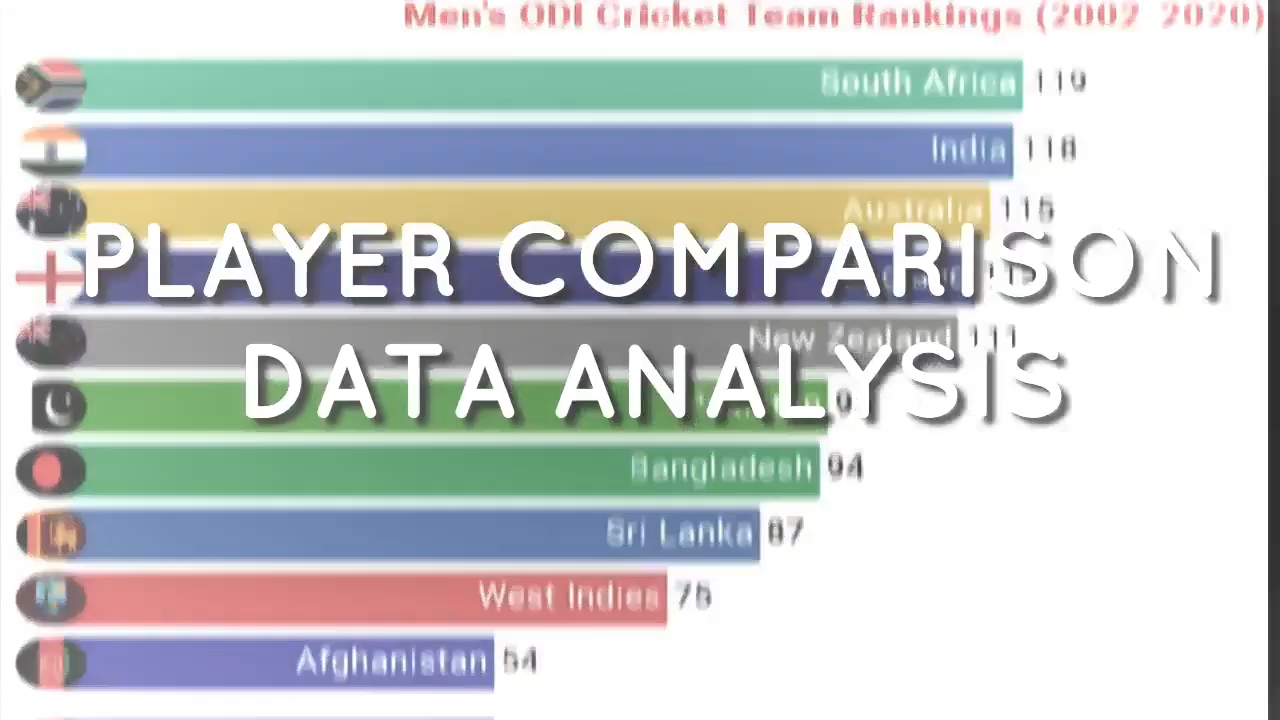 Men's ODI Cricket Team Rankings (2002-2020)
South Africa 119
India 118
Australia 115
PLAYER COMPARISON
New Zealand 111
DATA ANALYSIS
Bangladesh 94
Sri Lanka 87
West Indies 75
Afghanistan 54